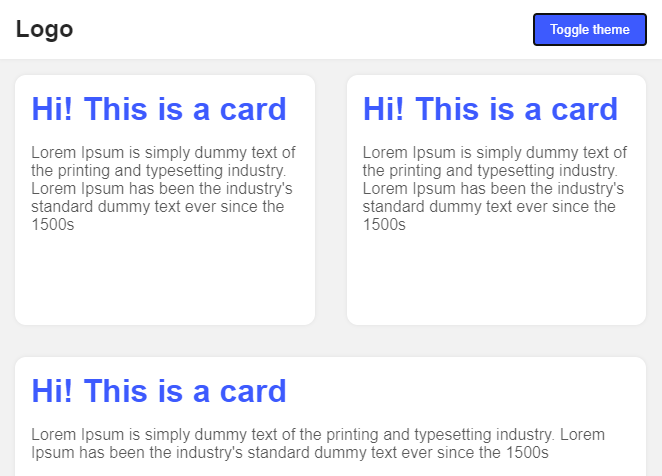 Logo
Toggle theme
Hi! This is a card
Lorem Ipsum is simply dummy text of
the printing and typesetting industry.
Lorem Ipsum has been the industry's
standard dummy text ever since the
1500s
Hi! This is a card
Lorem Ipsum is simply dummy text of
the printing and typesetting industry.
Lorem Ipsum has been the industry's
standard dummy text ever since the
1500s
Hi! This is a card
Lorem Ipsum is simply dummy text of the printing and typesetting industry. Lorem
Ipsum has been the industry's standard dummy text ever since the 1500s